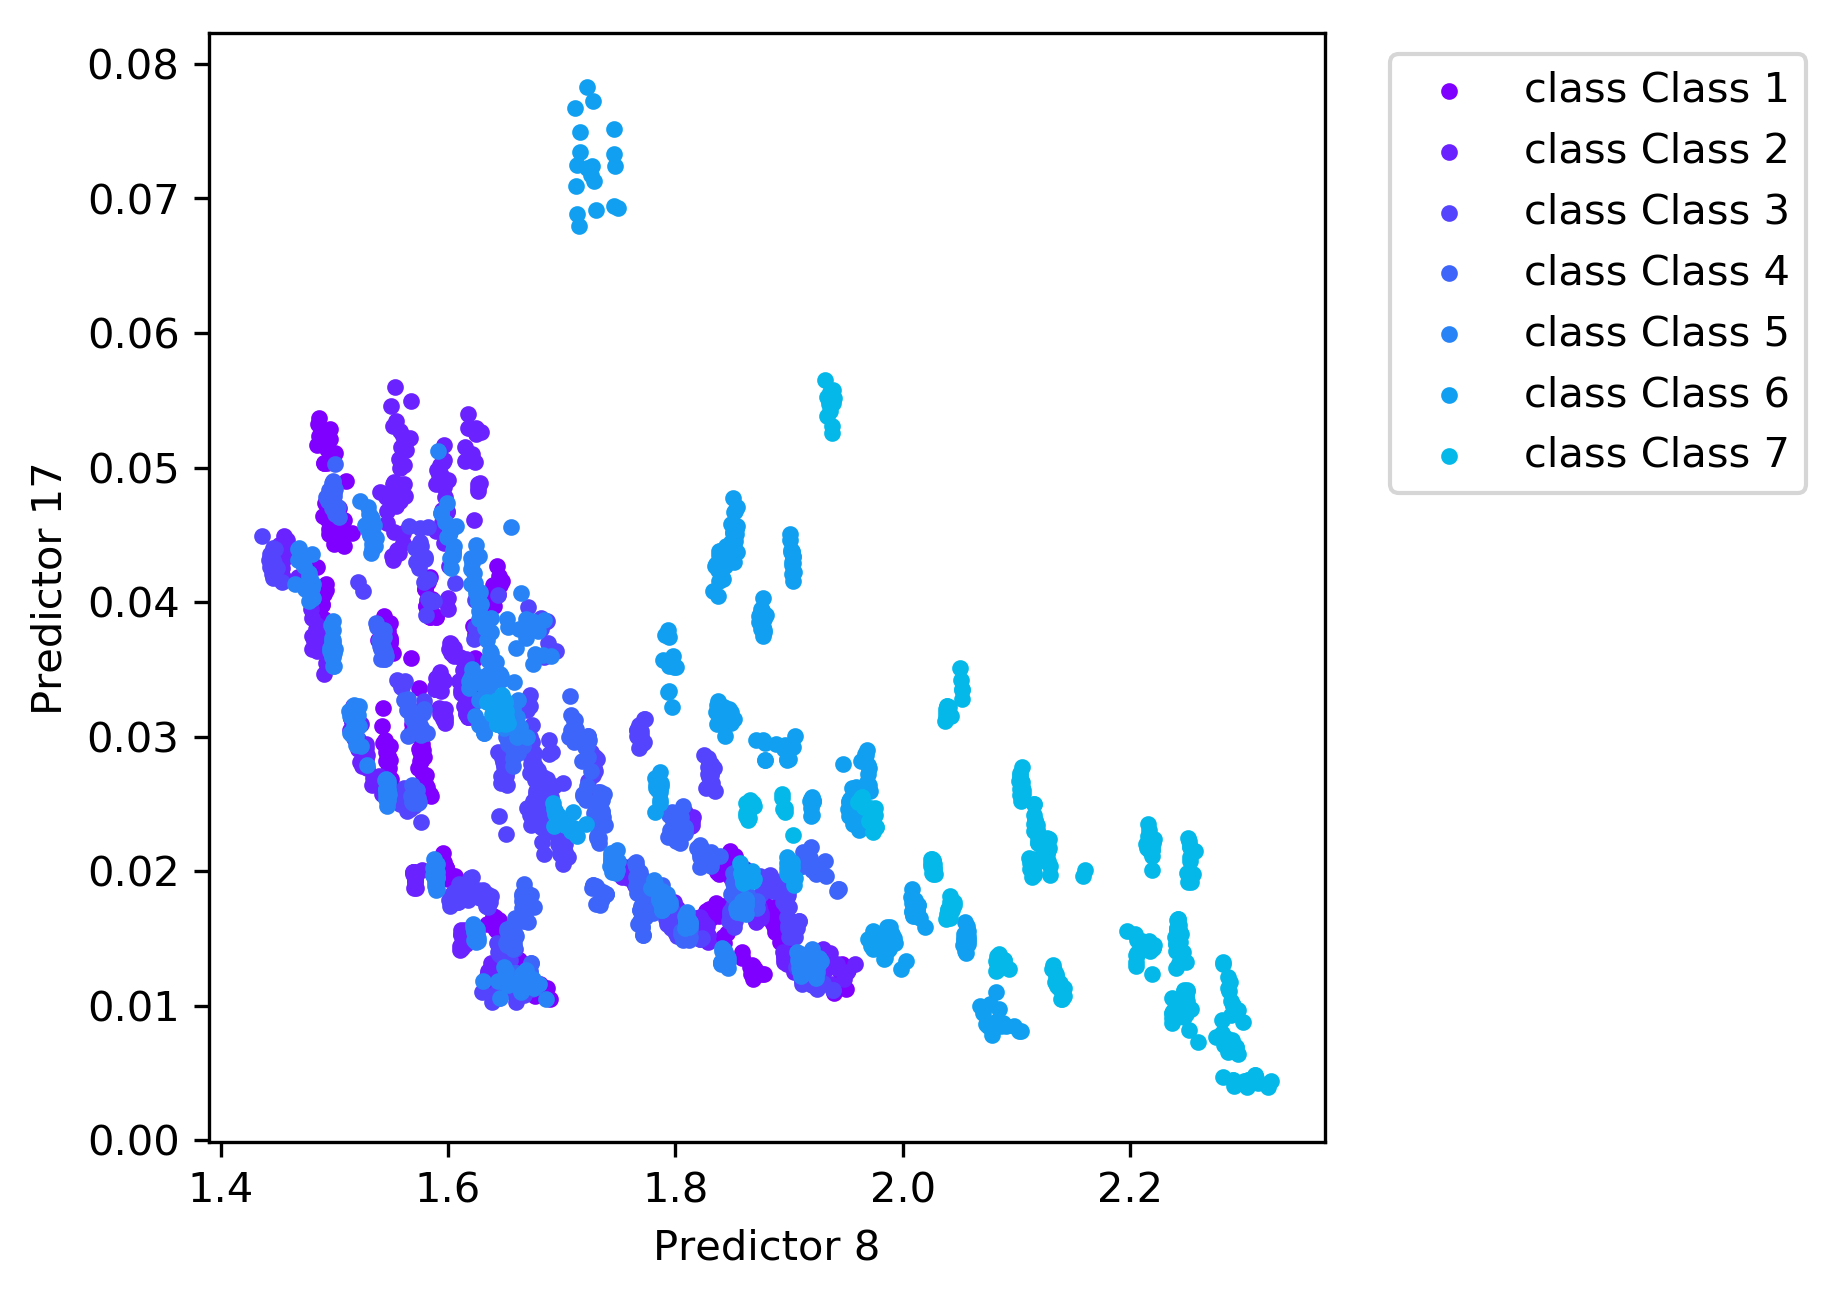 0.08
0.07
0.06
0.05
0.04
0.03
0.02
0.01
0.00
Predictor 17
1.4 1.6 1.8 2.0 2.2
Predictor 8
class Class 1
class Class 2
class Class 3
class Class 4
class Class 5
class Class 6
class Class 7